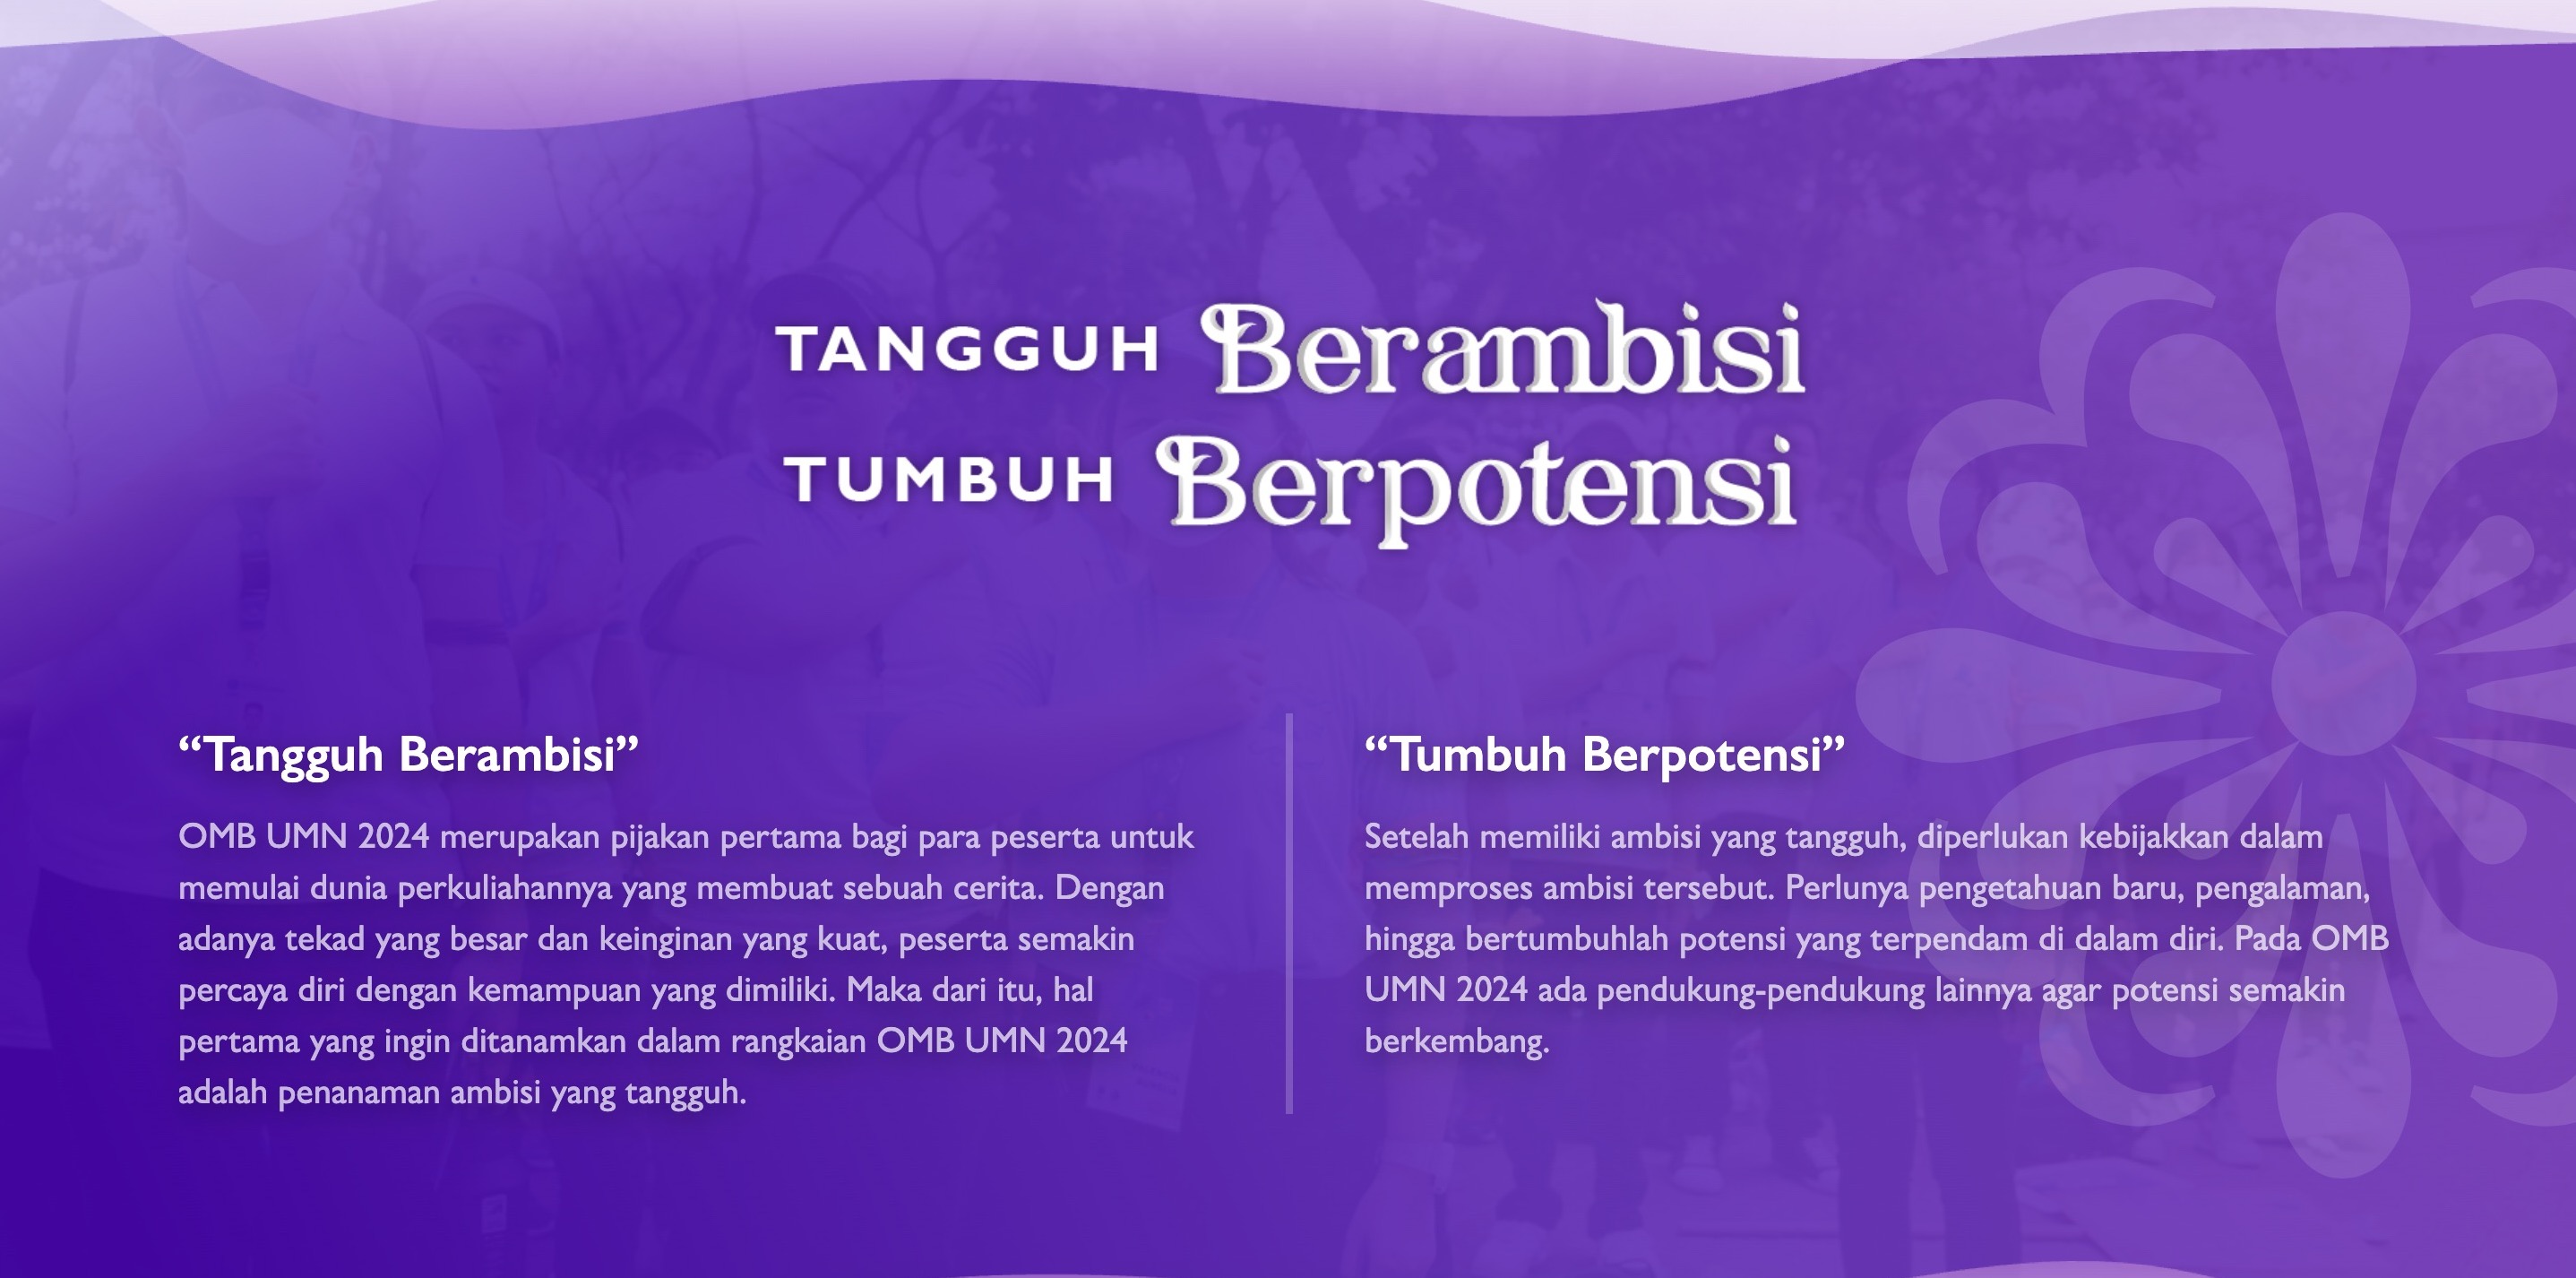 TANGGUH Berambisi
TUMBUH Berpotensi
“Tangguh Berambisi”
OMB UMN 2024 merupakan pijakan pertama bagi para peserta untuk
memulai dunia perkuliahannya yang membuat sebuah cerita. Dengan
adanya tekad yang besar dan keinginan yang kuat, peserta semakin
percaya diri dengan kemampuan yang dimiliki. Maka dari itu, hal
pertama yang ingin ditanamkan dalam rangkaian OMB UMN 2024
adalah penanaman ambisi yang tangguh.
“Tumbuh Berpotensi”
Setelah memiliki ambisi yang tangguh, diperlukan kebijakkan dalam
memproses ambisi tersebut. Perlunya pengetahuan baru, pengalaman,
hingga bertumbuhlah potensi yang terpendam di dalam diri. Pada OMB
UMN 2024 ada pendukung-pendukung lainnya agar potensi semakin
berkembang.